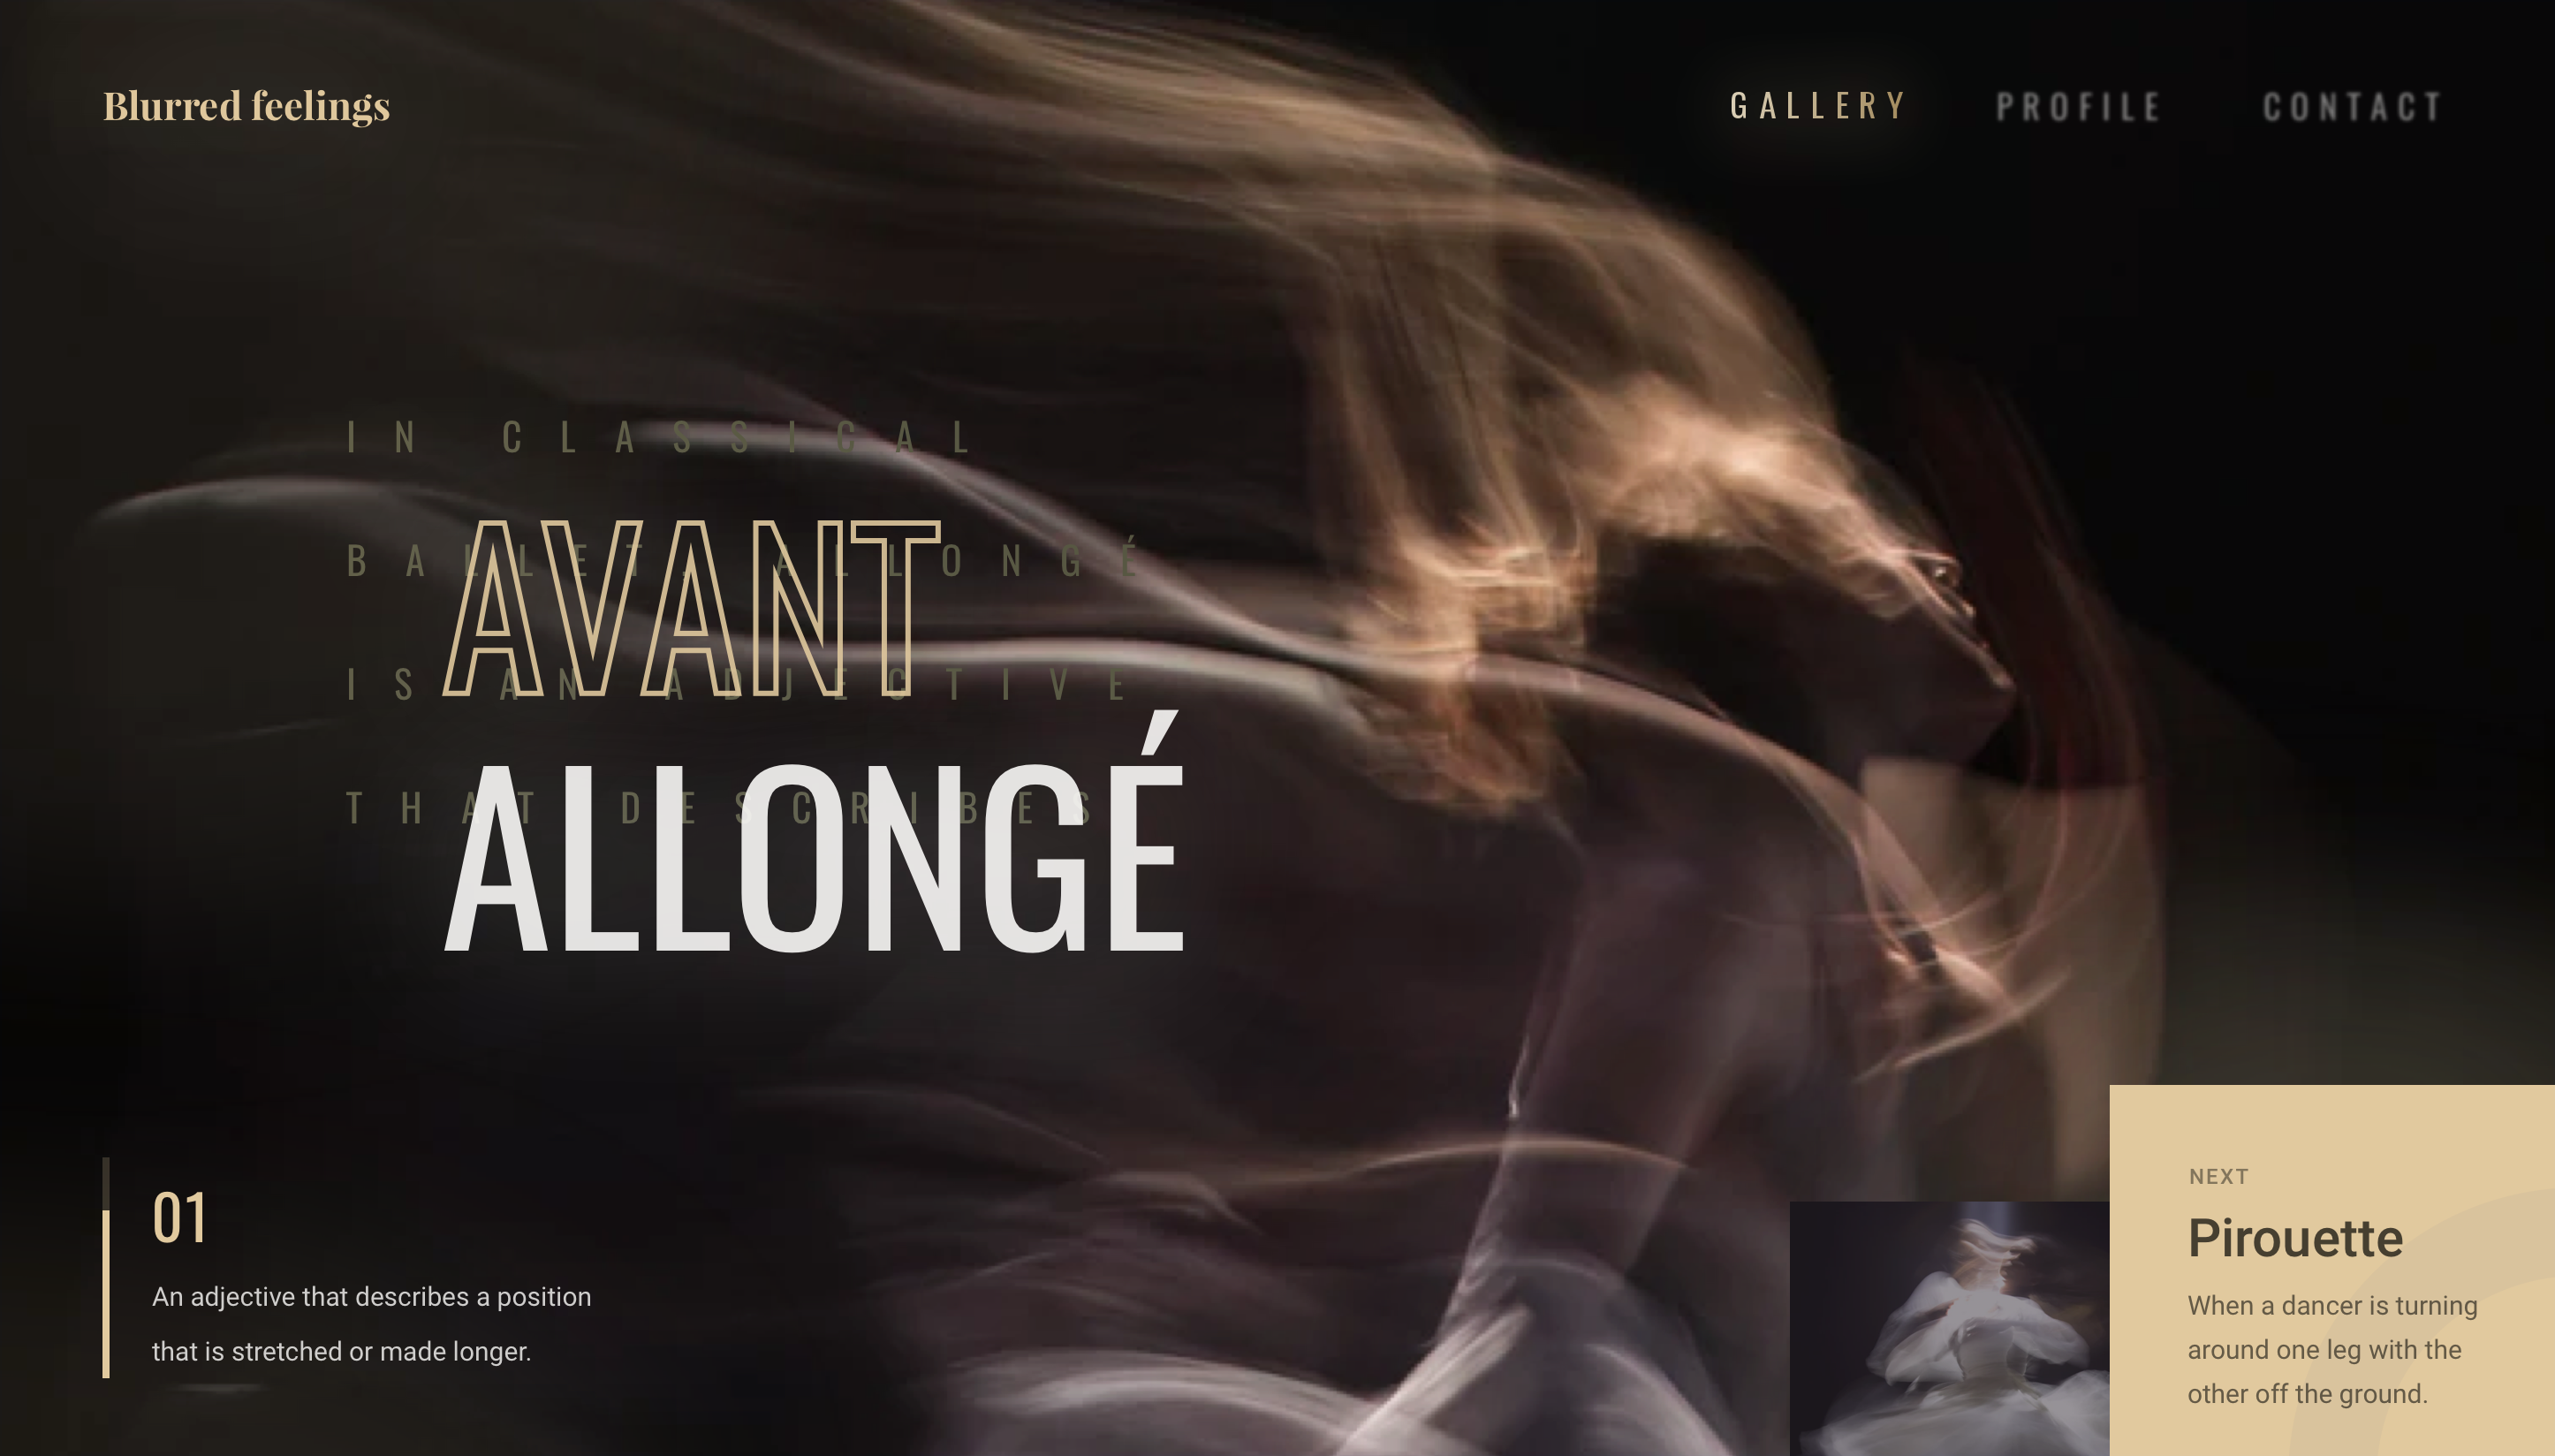 Blurred feelings
GALLERY PROFILE CONTACT
IN CLASSICAL
BALLET, ALLONGÉ
IS AN ADJECTIVE
THAT DESCRIBES
AVANT
ALLONGÉ
01
An adjective that describes a position
that is stretched or made longer.
NEXT
Pirouette
When a dancer is turning
around one leg with the
other off the ground.